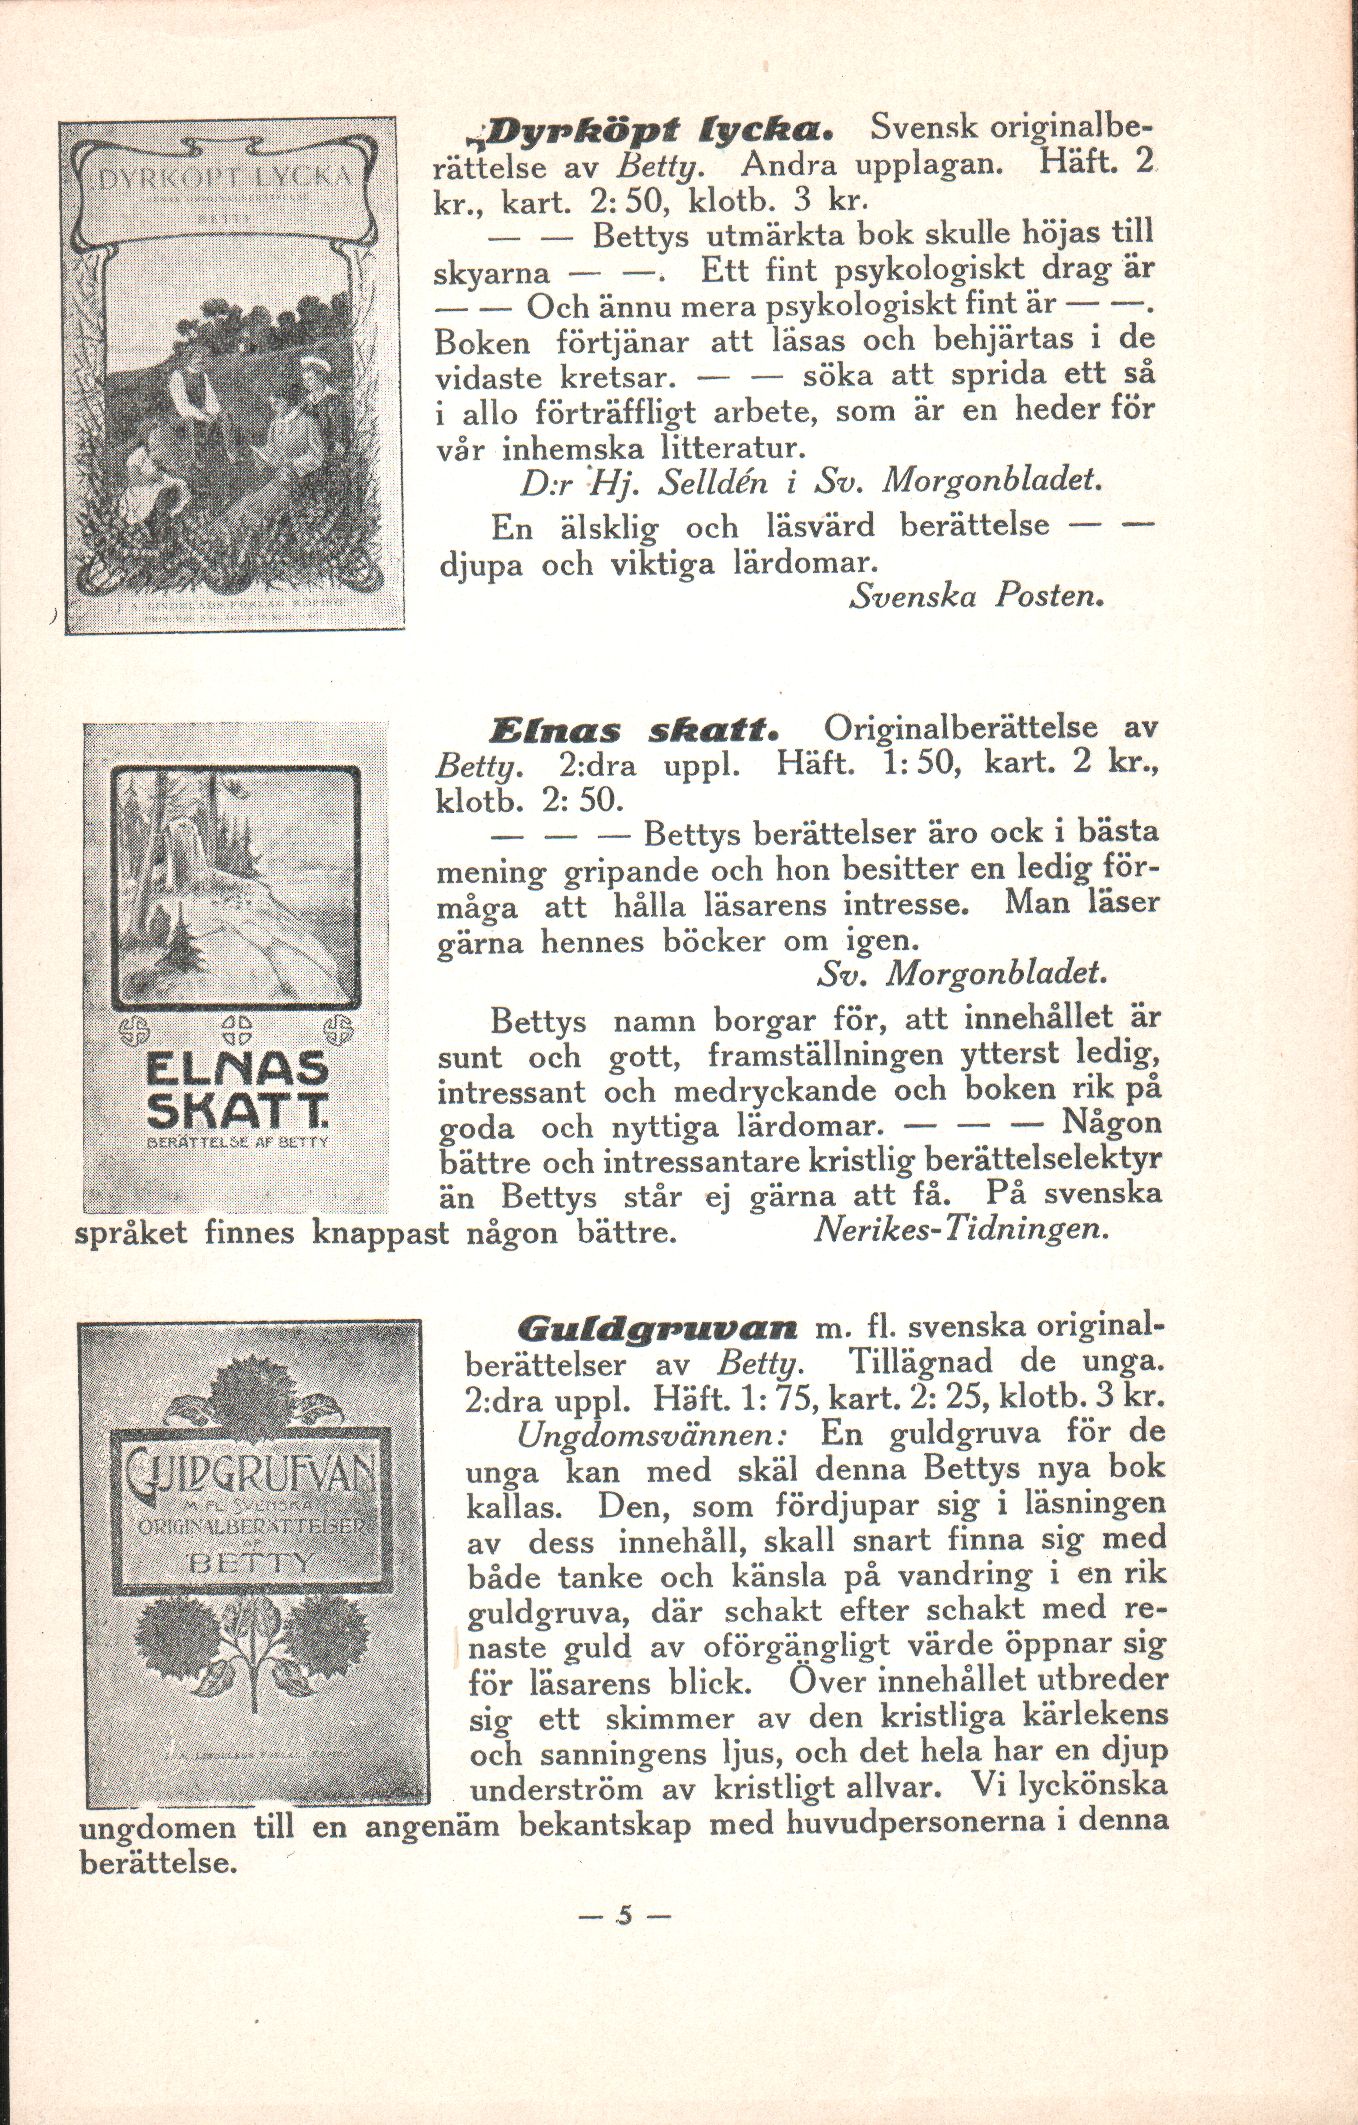 DYRKÖPT LYCKA
BETTY
J. A. LINDBLADS FÖRLAG
Dyrköpt lycka. Svensk originalbe-
rättelse av Betty. Andra upplagan. Häft. 2
kr., kart. 2: 50, klotb. 3 kr.
— — Bettys utmärkta bok skulle höjas till
skyarna — —. Ett fint psykologiskt drag är
— — Och ännu mera psykologiskt fint är — —.
Boken förtjänar att läsas och behjärtas i de
vidaste kretsar. — — söka att sprida ett så
i allo förträffligt arbete, som är en heder för
vår inhemska litteratur.
D:r Hj. Selldén i Sv. Morgonbladet.
En älsklig och läsvärd berättelse — —
djupa och viktiga lärdomar.
Svenska Posten.
ELNAS
SKATT.
BERÄTTELSE AF BETTY
Elnas skatt. Originalberättelse av
Betty. 2:dra uppl. Häft. 1: 50, kart. 2 kr.,
klotb. 2: 50.
— — — Bettys berättelser äro ock i bästa
mening gripande och hon besitter en ledig för-
måga att hålla läsarens intresse. Man läser
gärna hennes böcker om igen.
Sv. Morgonbladet.
Bettys namn borgar för, att innehållet är
sunt och gott, framställningen ytterst ledig,
intressant och medryckande och boken rik på
goda och nyttiga lärdomar. — — — Någon
bättre och intressantare kristlig berättelselektyr
än Bettys står ej gärna att få. På svenska
språket finnes knappast någon bättre. Nerikes-Tidningen.
GULDGRUFVAN
M. FL. SVENSKA
ORIGINALBERÄTTELSER
AF
BETTY
Guldgruvan m. fl. svenska original-
berättelser av Betty. Tillägnad de unga.
2:dra uppl. Häft. 1: 75, kart. 2: 25, klotb. 3 kr.
Ungdomsvännen: En guldgruva för de
unga kan med skäl denna Bettys nya bok
kallas. Den, som fördjupar sig i läsningen
av dess innehåll, skall snart finna sig med
både tanke och känsla på vandring i en rik
guldgruva, där schakt efter schakt med re-
naste guld av oförgängligt värde öppnar sig
för läsarens blick. Över innehållet utbreder
sig ett skimmer av den kristliga kärlekens
och sanningens ljus, och det hela har en djup
underström av kristligt allvar. Vi lyckönska
ungdomen till en angenäm bekantskap med huvudpersonerna i denna
berättelse.
— 5 —